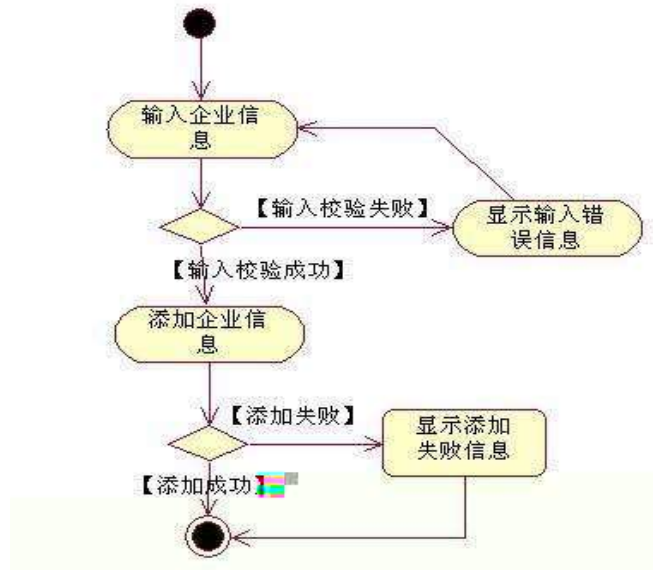 输入企业信
息
【输入校验失败】
显示输入错
误信息
【输入校验成功】
添加企业信
息
【添加失败】
显示添加
失败信息
【添加成功】